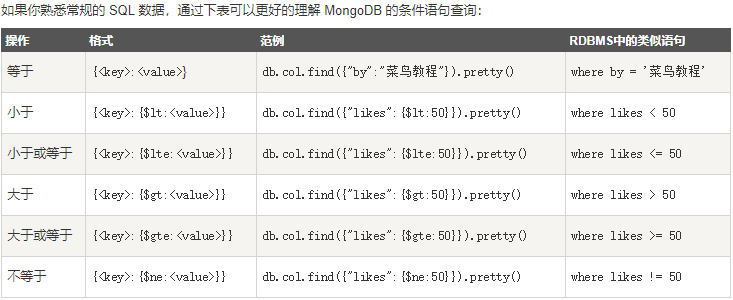 如果你熟悉常规的 SQL 数据，通过下表可以更好的理解 MongoDB 的条件语句查询：
操作 格式 范例 RDBMS中的类似语句
等于 {<key>:<value>} db.col.find({"by":"菜鸟教程"}).pretty() where by = '菜鸟教程'
小于 {<key>:{$lt:<value>}} db.col.find({"likes":{$lt:50}}).pretty() where likes < 50
小于或等于 {<key>:{$lte:<value>}} db.col.find({"likes":{$lte:50}}).pretty() where likes <= 50
大于 {<key>:{$gt:<value>}} db.col.find({"likes":{$gt:50}}).pretty() where likes > 50
大于或等于 {<key>:{$gte:<value>}} db.col.find({"likes":{$gte:50}}).pretty() where likes >= 50
不等于 {<key>:{$ne:<value>}} db.col.find({"likes":{$ne:50}}).pretty() where likes != 50